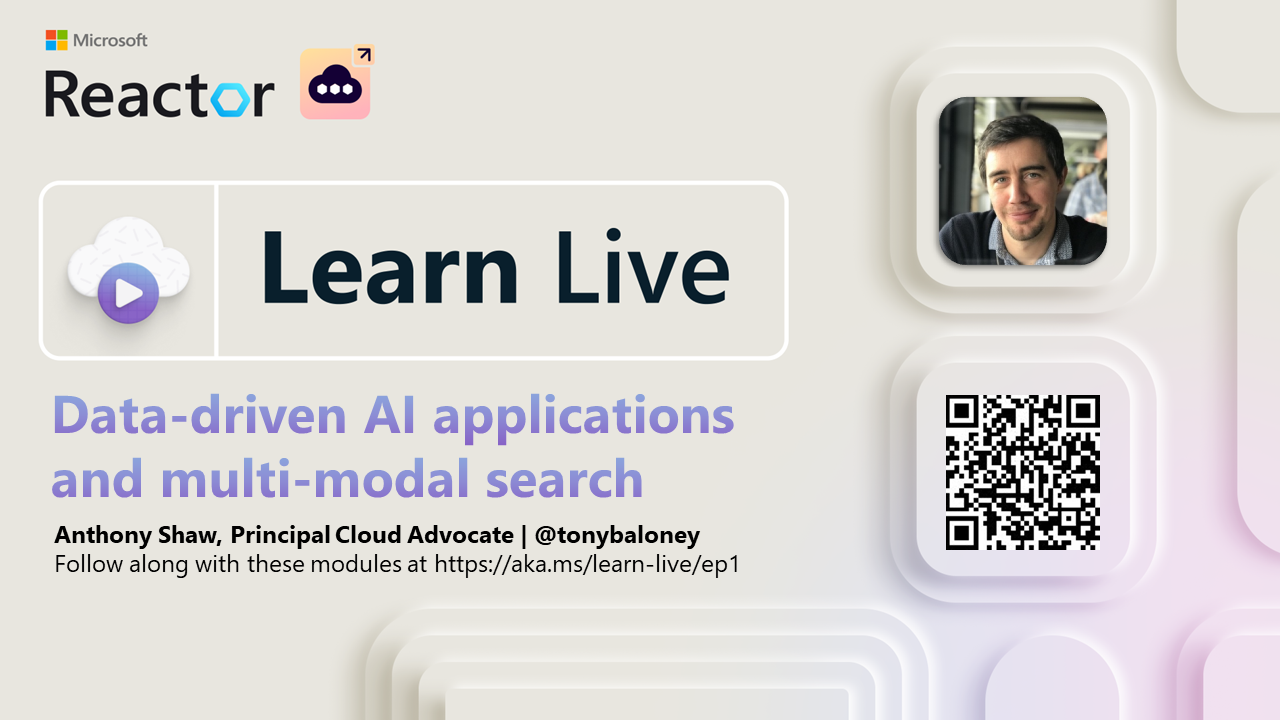 Microsoft
Reactor
Learn Live
Data-driven AI applications
and multi-modal search
Anthony Shaw, Principal Cloud Advocate | @tonybaloney
Follow along with these modules at https://aka.ms/learn-live/ep1